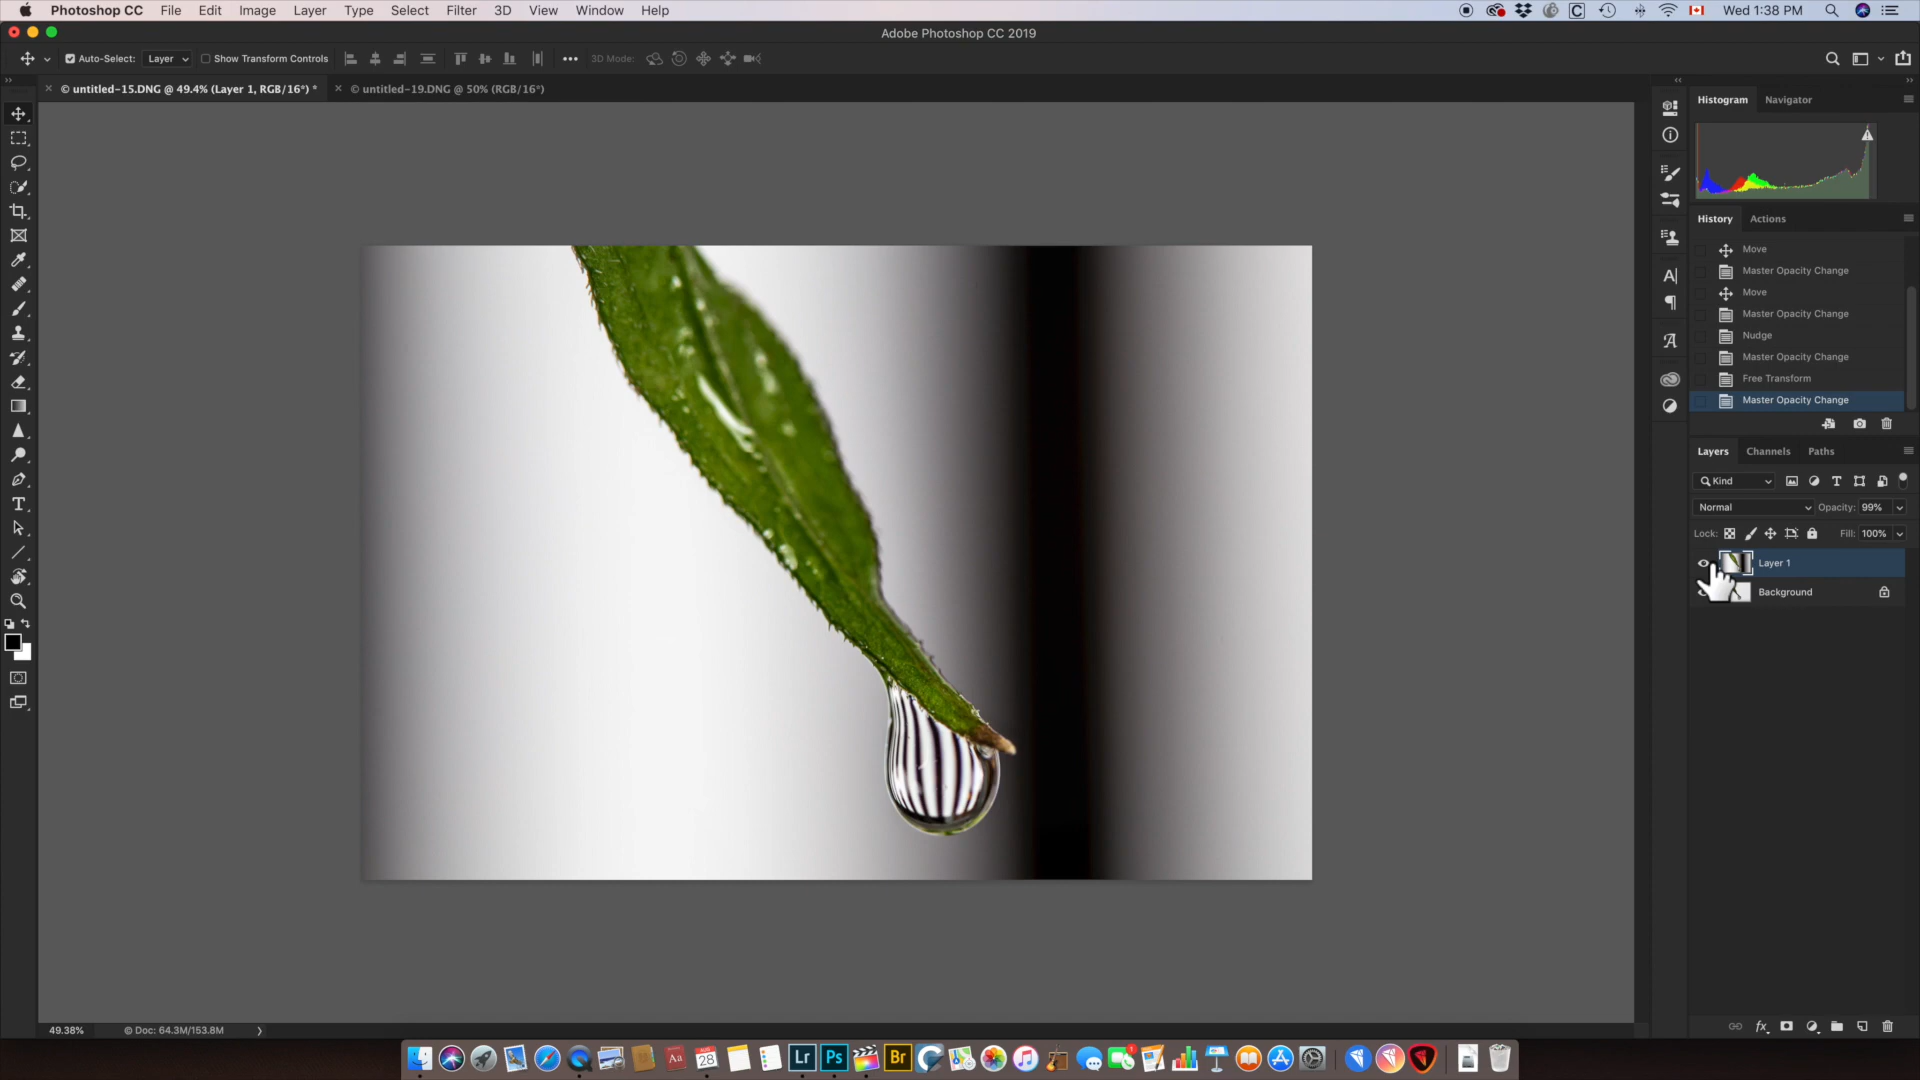 Photoshop CC File Edit Image Layer Type Select Filter 3D View Window Help Wed 1:38 PM
Adobe Photoshop CC 2019
Auto-Select: Layer Show Transform Controls 3D Mode:
© untitled-15.DNG @ 49.4% (Layer 1, RGB/16*) * © untitled-19.DNG @ 50% (RGB/16*)
Histogram Navigator
History Actions
Move
Master Opacity Change
Move
Master Opacity Change
Nudge
Master Opacity Change
Free Transform
Master Opacity Change
Layers Channels Paths
Kind
Normal Opacity: 99%
Lock: Fill: 100%
Layer 1
Background
49.38% © Doc: 64.3M/153.8M
28
Lr Ps Br